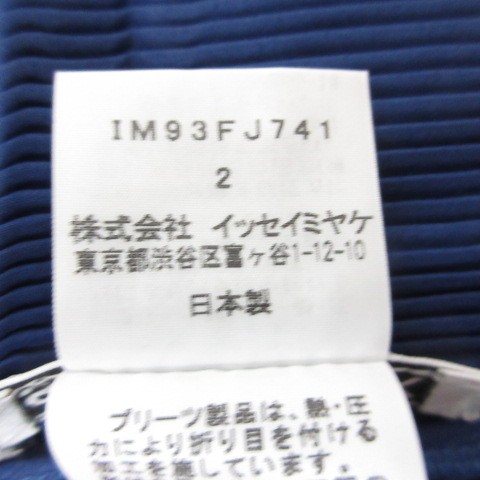 IM93FJ741
2
株式会社 イッセイミヤケ
東京都渋谷区富ヶ谷1-12-10
日本製
プリーツ製品は、熱・圧
力により折り目を付ける
加工を施しています。